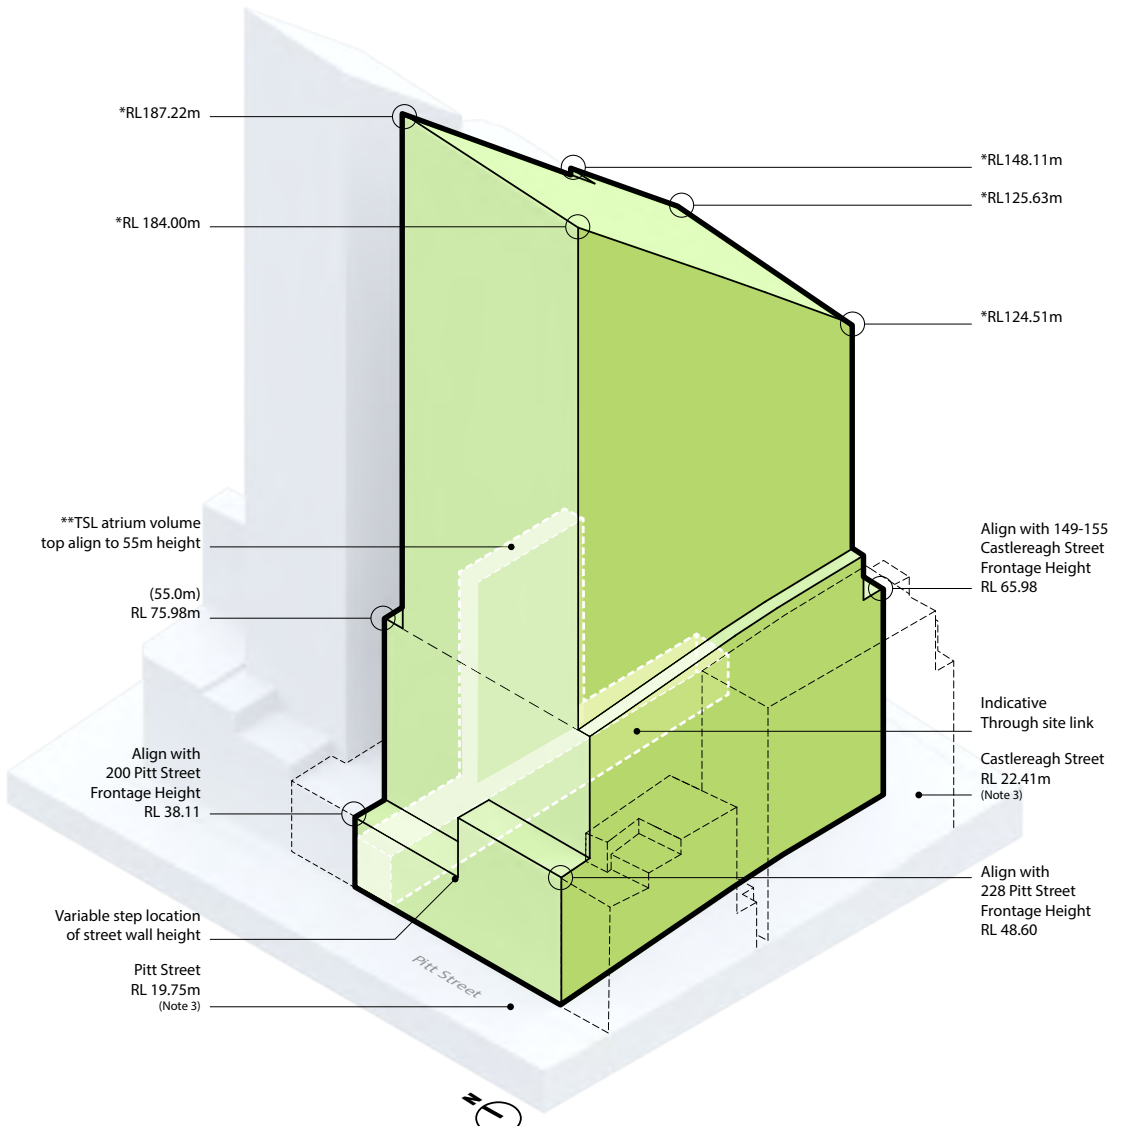 *RL187.22m
*RL 184.00m
**TSL atrium volume
top align to 55m height
(55.0m)
RL 75.98m
Align with
200 Pitt Street
Frontage Height
RL 38.11
Variable step location
of street wall height
Pitt Street
RL 19.75m
(Note 3)
Pitt Street
N
*RL148.11m
*RL125.63m
*RL124.51m
Align with 149-155
Castlereagh Street
Frontage Height
RL 65.98
Indicative
Through site link
Castlereagh Street
RL 22.41m
(Note 3)
Align with
228 Pitt Street
Frontage Height
RL 48.60